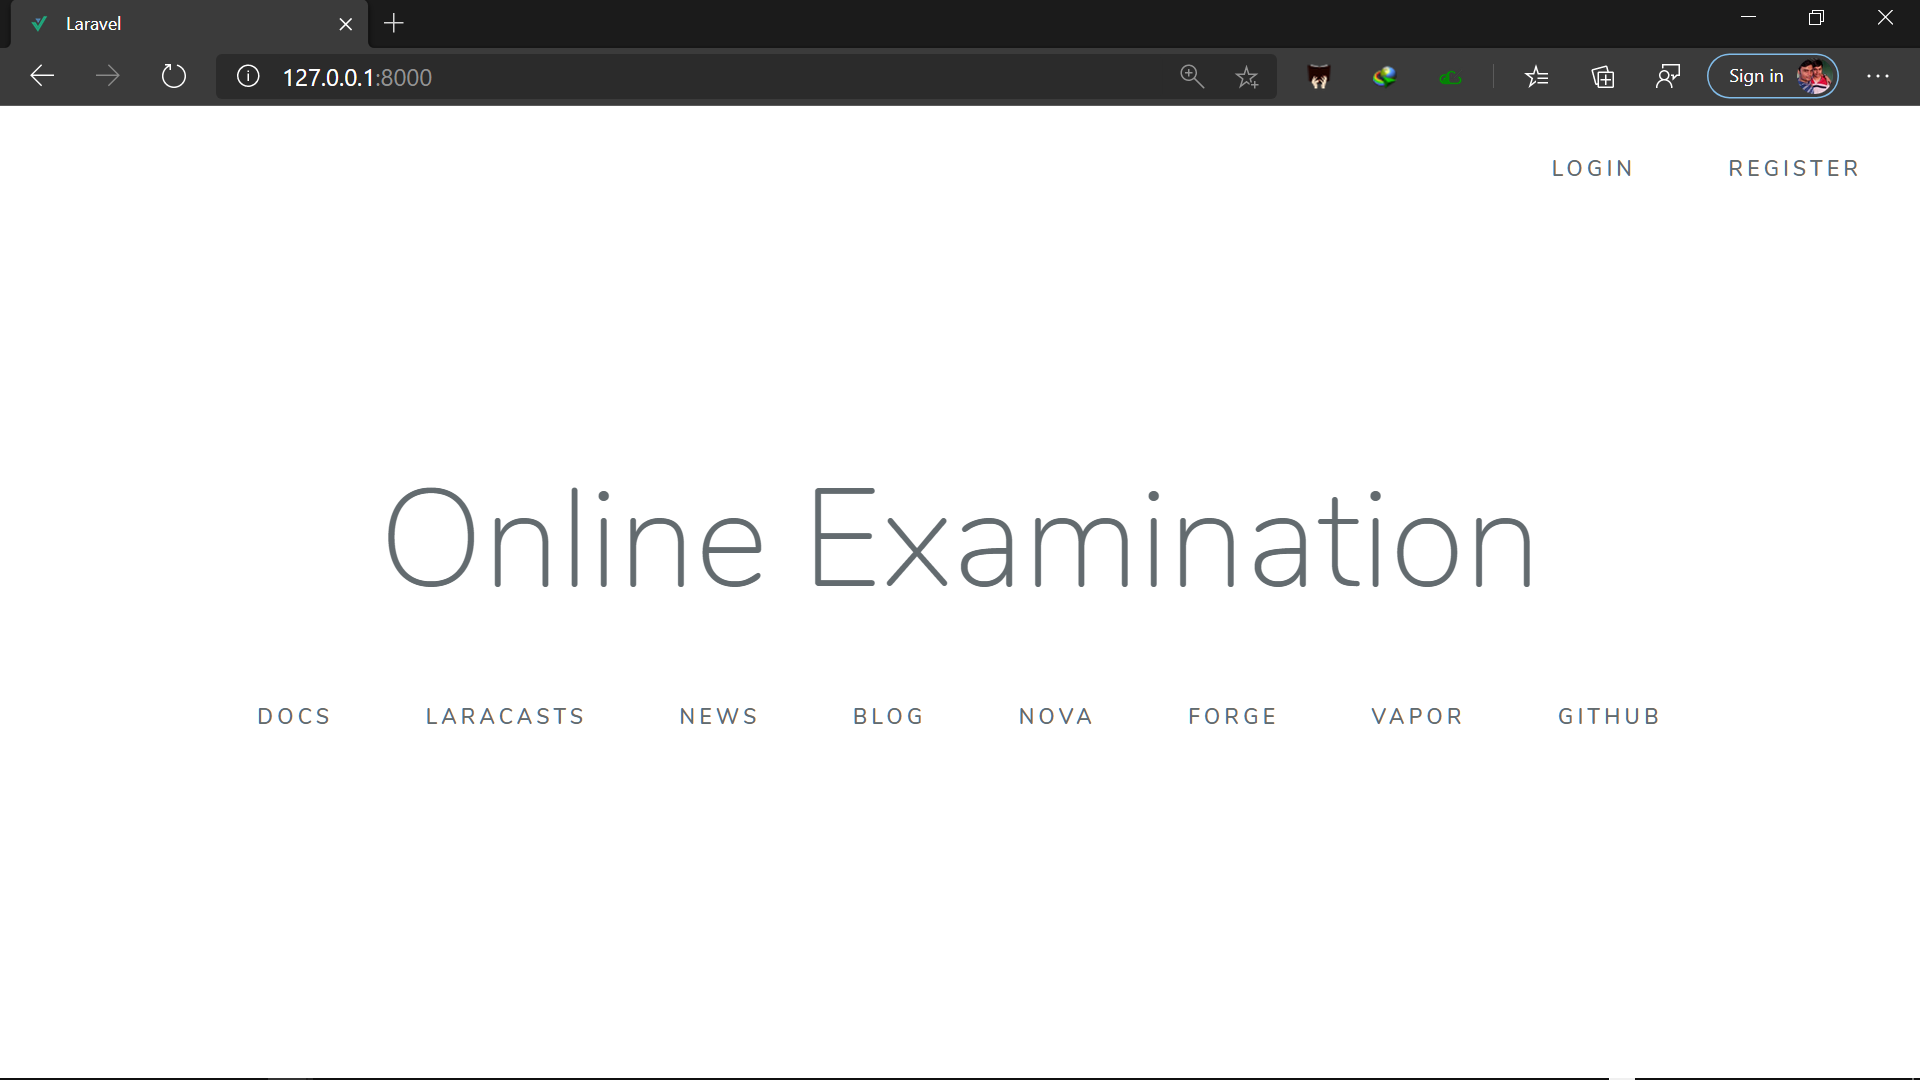 Laravel
127.0.0.1:8000
Sign in
LOGIN REGISTER
Online Examination
DOCS LARACASTS NEWS BLOG NOVA FORGE VAPOR GITHUB